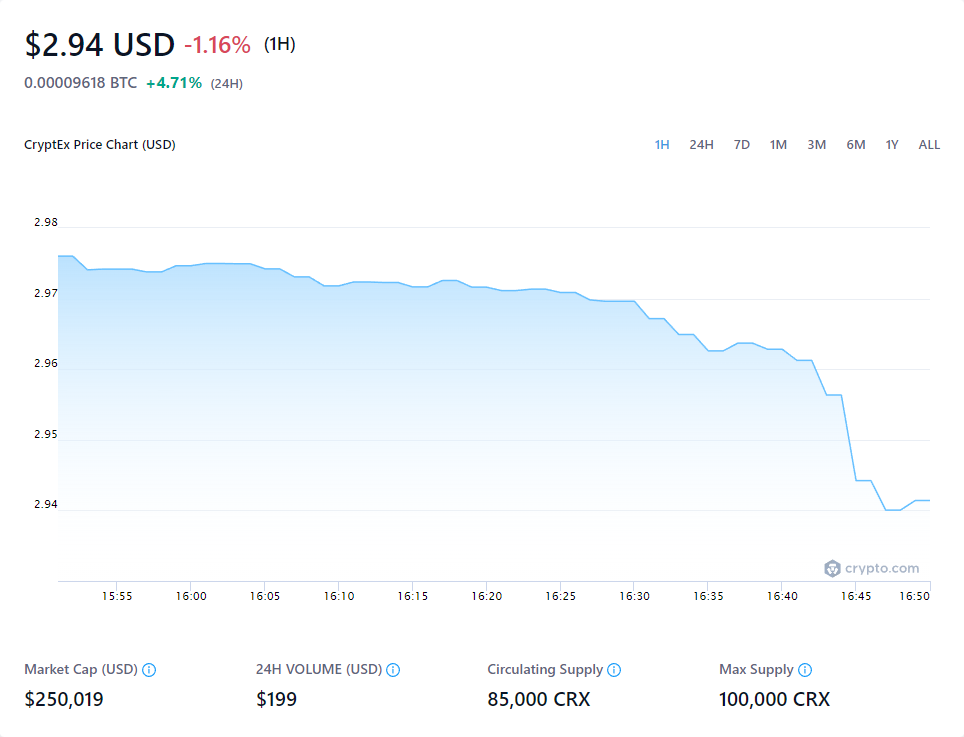 $2.94 USD -1.16% (1H)
0.00009618 BTC +4.71% (24H)
CryptEx Price Chart (USD) 1H 24H 7D 1M 3M 6M 1Y ALL
2.98
2.97
2.96
2.95
2.94
crypto.com
15:55 16:00 16:05 16:10 16:15 16:20 16:25 16:30 16:35 16:40 16:45 16:50
Market Cap (USD) 24H VOLUME (USD) Circulating Supply Max Supply
$250,019 $199 85,000 CRX 100,000 CRX